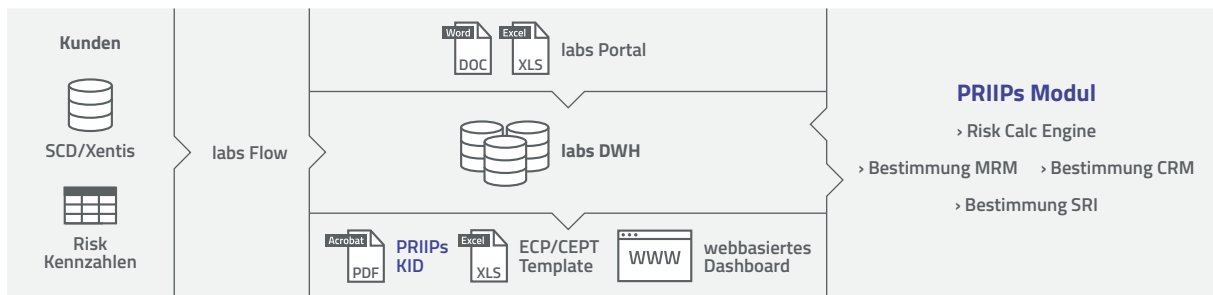 Kunden
SCD/Xentis
Risk
Kennzahlen
labs Flow
Word
DOC
Excel
XLS
labs Portal
labs DWH
Acrobat
PDF
PRIIPs
KID
Excel
XLS
ECP/CEPT
Template
WWW
webbasiertes
Dashboard
PRIIPs Modul
› Risk Calc Engine
› Bestimmung MRM › Bestimmung CRM
› Bestimmung SRI